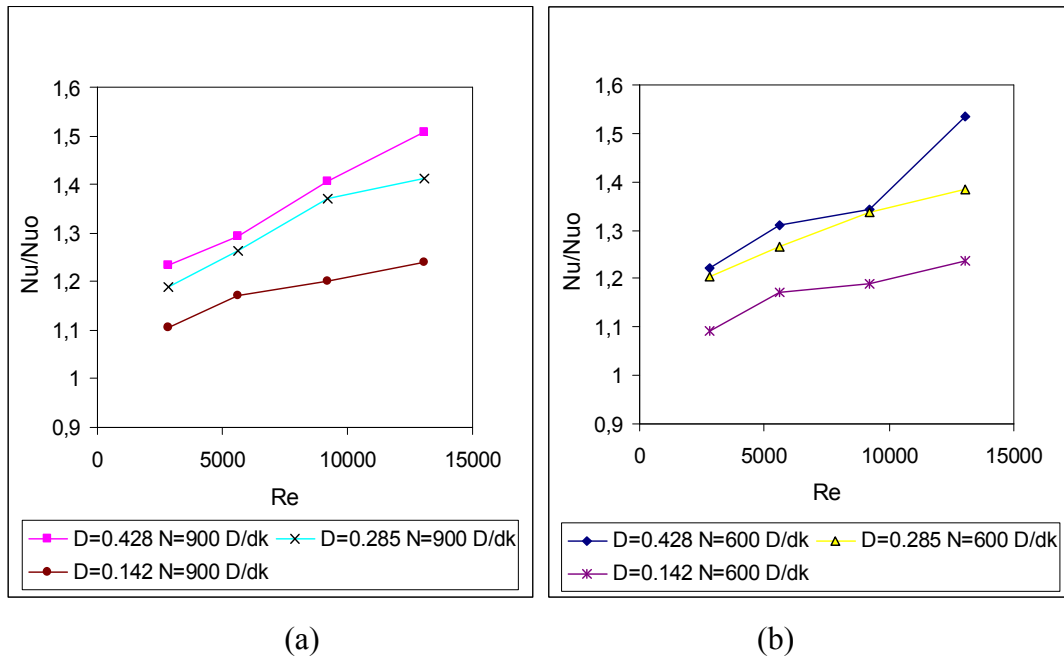 1,6
1,5
1,4
1,3
1,2
1,1
1
0,9
Nu/Nuo
0
5000
10000
15000
Re
D=0.428 N=900 D/dk
D=0.285 N=900 D/dk
D=0.142 N=900 D/dk
(a)
1,6
1,5
1,4
1,3
1,2
1,1
1
0,9
Nu/Nuo
0
5000
10000
15000
Re
D=0.428 N=600 D/dk
D=0.285 N=600 D/dk
D=0.142 N=600 D/dk
(b)